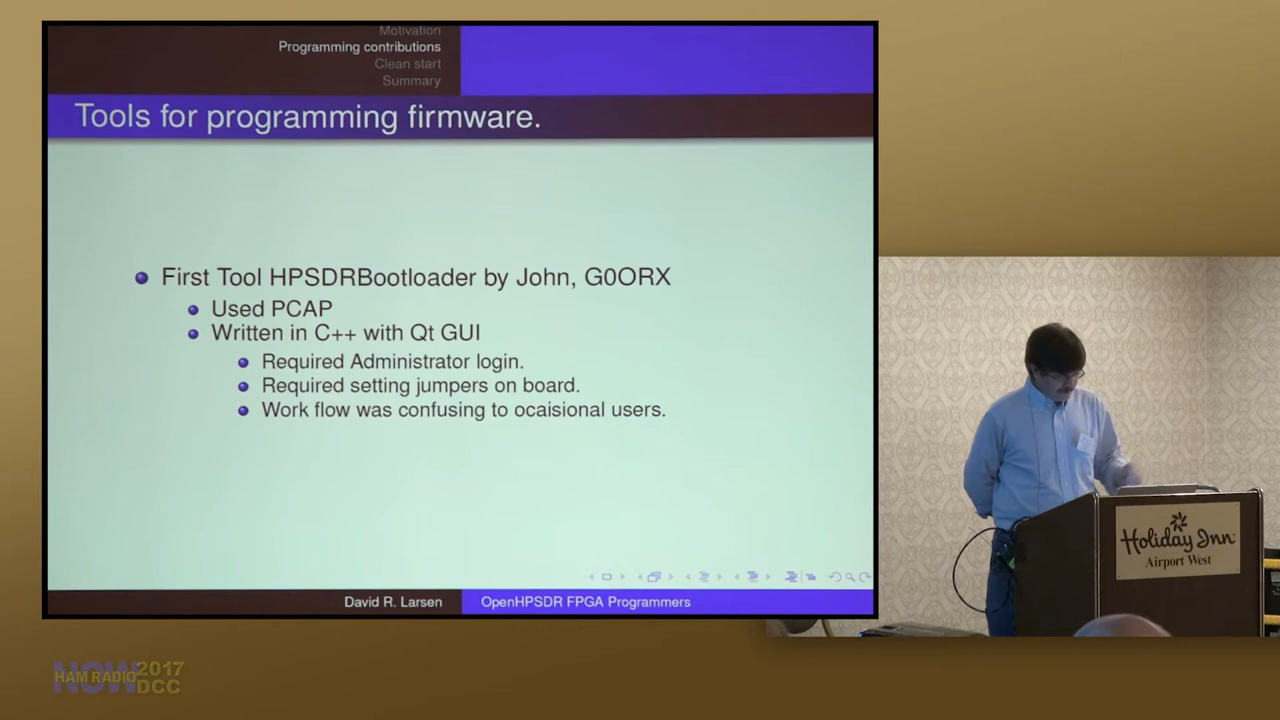 Motivation
Programming contributions
Clean start
Summary
Tools for programming firmware.
First Tool HPSDRBootloader by John, G0ORX
Used PCAP
Written in C++ with Qt GUI
Required Administrator login.
Required setting jumpers on board.
Work flow was confusing to ocaisional users.
David R. Larsen
OpenHPSDR FPGA Programmers
Holiday Inn
Airport West
NOW
HAM RADIO 2017
DCC